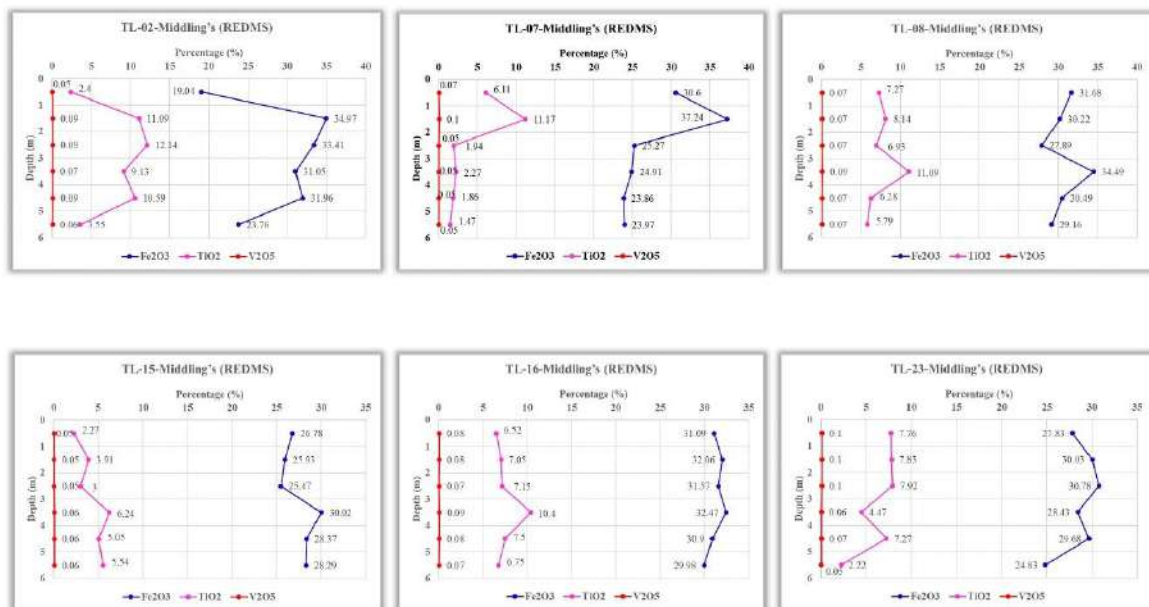 TL-02-Middling's (REDMS)
Percentage (%)
0 5 10 15 20 25 30 35 40
Depth (m)
0
1
2
3
4
5
6
0.05 2.4 19.04
0.09 11.09 34.97
0.09 12.14 33.41
0.07 9.13 31.05
0.09 10.59 31.96
0.06 3.55 23.76
Fe2O3 TiO2 V2O5
TL-07-Middling's (REDMS)
Percentage (%)
0 10 20 30 40
Depth (m)
0
1
2
3
4
5
6
0.07 6.11 30.6
0.1 11.17 37.24
0.05 1.94 25.27
0.05 2.27 24.91
0.05 1.86 23.86
0.05 1.47 23.97
Fe2O3 TiO2 V2O5
TL-08-Middling's (REDMS)
Percentage (%)
0 5 10 15 20 25 30 35 40
Depth (m)
0
1
2
3
4
5
6
0.07 7.27 31.68
0.07 8.14 30.22
0.07 6.93 27.89
0.09 11.09 34.49
0.07 6.28 30.49
0.07 5.79 29.16
Fe2O3 TiO2 V2O5
TL-15-Middling's (REDMS)
Percentage (%)
0 5 10 15 20 25 30 35
Depth (m)
0
1
2
3
4
5
6
0.05 2.27 26.78
0.05 3.91 25.93
0.05 3 25.47
0.06 6.24 30.02
0.06 5.05 28.37
0.06 5.54 28.29
Fe2O3 TiO2 V2O5
TL-16-Middling's (REDMS)
Percentage (%)
0 5 10 15 20 25 30 35
Depth (m)
0
1
2
3
4
5
6
0.08 6.52 31.09
0.08 7.05 32.06
0.07 7.15 31.57
0.09 10.4 32.47
0.08 7.5 30.9
0.07 6.75 29.98
Fe2O3 TiO2 V2O5
TL-23-Middling's (REDMS)
Percentage (%)
0 5 10 15 20 25 30 35
Depth (m)
0
1
2
3
4
5
6
0.1 7.76 27.83
0.1 7.85 30.03
0.1 7.92 30.78
0.06 4.47 28.43
0.07 7.27 29.68
0.05 2.22 24.83
Fe2O3 TiO2 V2O5